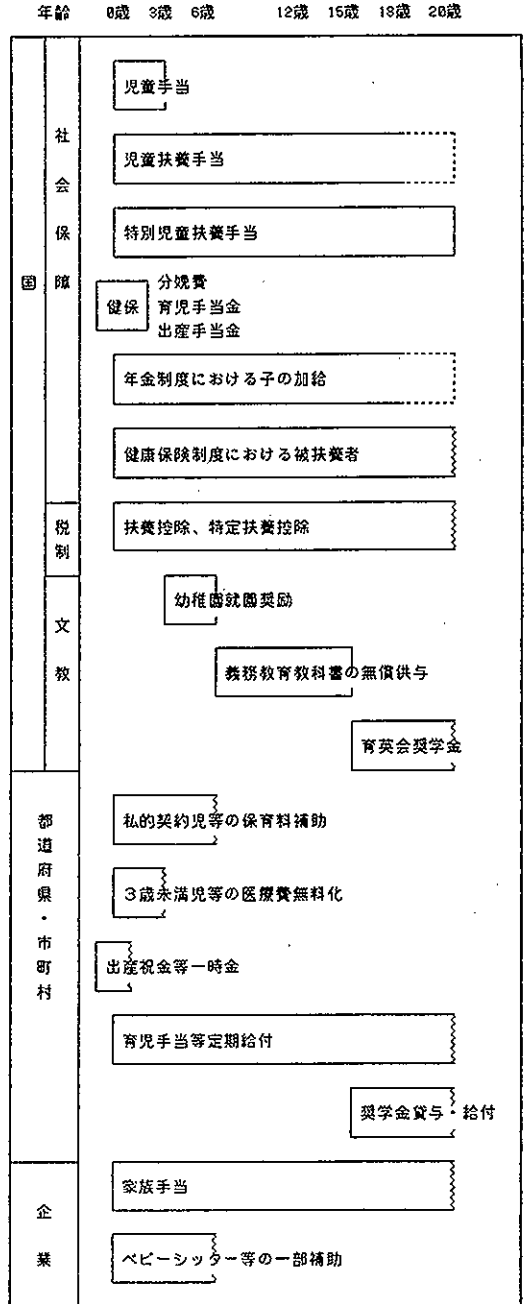 年齢 0歳 3歳 6歳 12歳 15歳 18歳 20歳
国
社会保障
児童手当
児童扶養手当
特別児童扶養手当
健保
分娩費
育児手当金
出産手当金
年金制度における子の加給
健康保険制度における被扶養者
税制
扶養控除、特定扶養控除
文教
幼稚園就園奨励
義務教育教科書の無償供与
育英会奨学金
都道府県・市町村
私的契約児等の保育料補助
3歳未満児等の医療費無料化
出産祝金等一時金
育児手当等定期給付
奨学金貸与・給付
企業
家族手当
ベビーシッター等の一部補助